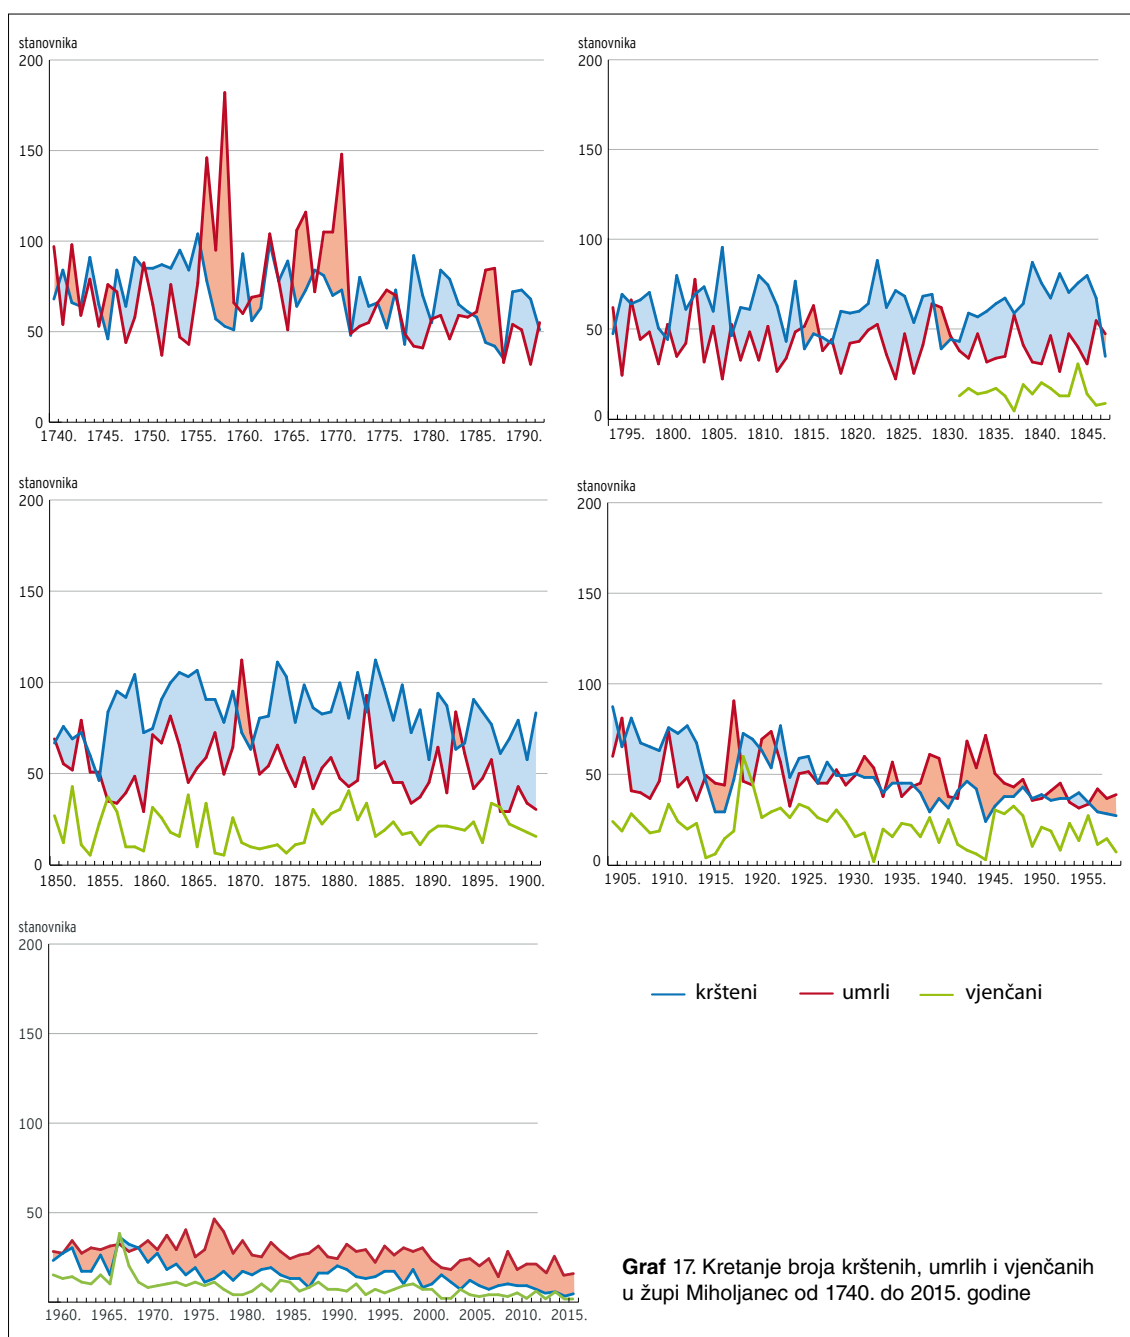 stanovnika
200
150
100
50
0
1740. 1745. 1750. 1755. 1760. 1765. 1770. 1775. 1780. 1785. 1790.
stanovnika
200
150
100
50
0
1795. 1800. 1805. 1810. 1815. 1820. 1825. 1830. 1835. 1840. 1845.
stanovnika
200
150
100
50
0
1850. 1855. 1860. 1865. 1870. 1875. 1880. 1885. 1890. 1895. 1900.
stanovnika
200
150
100
50
0
1905. 1910. 1915. 1920. 1925. 1930. 1935. 1940. 1945. 1950. 1955.
stanovnika
200
150
100
50
1960. 1965. 1970. 1975. 1980. 1985. 1990. 1995. 2000. 2005. 2010. 2015.
kršteni umrli vjenčani
Graf 17. Kretanje broja krštenih, umrlih i vjenčanih
u župi Miholjanec od 1740. do 2015. godine